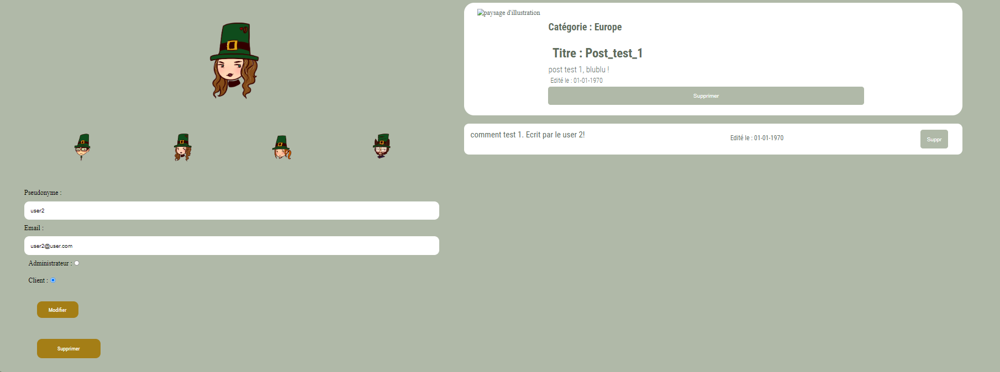 Pseudonyme :
user2
Email :
user2@user.com
Administrateur :
Client :
Modifier
Supprimer
paysage d'illustration
Catégorie : Europe
Titre : Post_test_1
post test 1, blublu !
Edité le : 01-01-1970
Supprimer
comment test 1. Ecrit par le user 2!
Edité le : 01-01-1970
Suppr